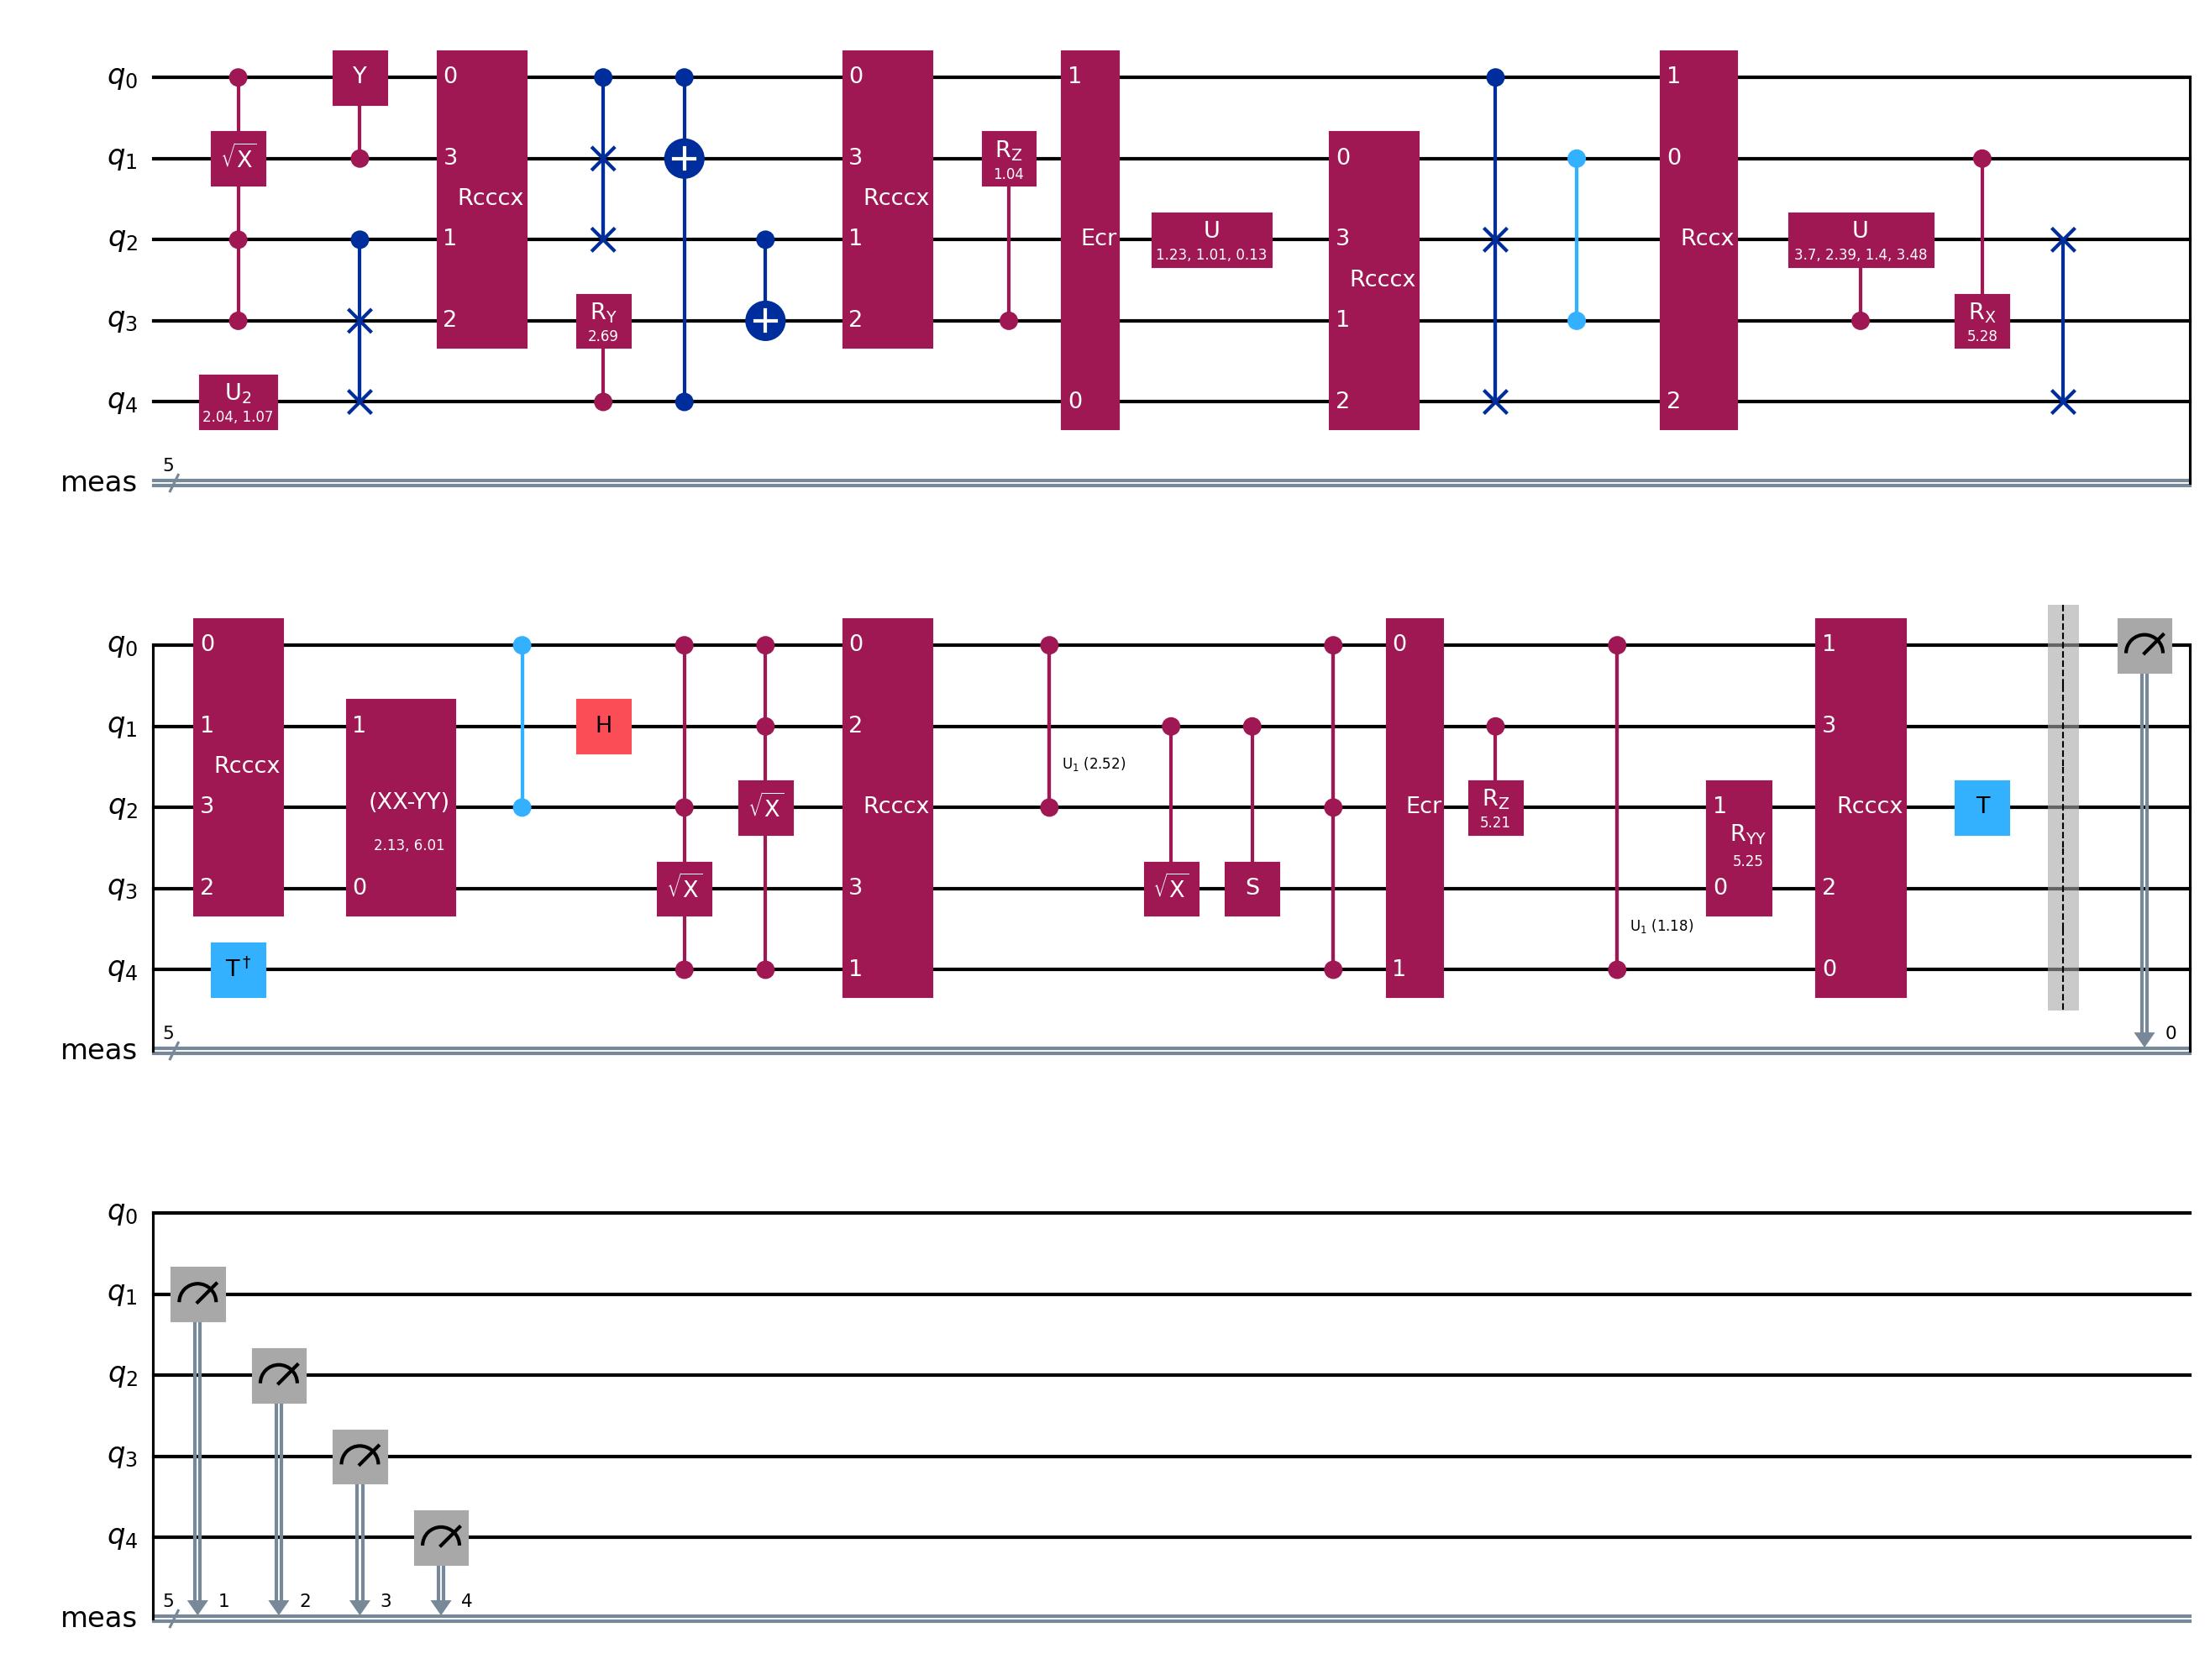 q0 Y 0 0 1 1
q1 √X 3 3 RZ 1.04 0 0
Rcccx Rcccx
q2 1 1 Ecr U 1.23, 1.01, 0.13 3 Rccx U 3.7, 2.39, 1.4, 3.48
Rcccx
q3 2 RY 2.69 2 1 RX 5.28
q4 U2 2.04, 1.07 0 2 2
5
meas
q0 0 0 0 1
q1 1 1 H 2 3
Rcccx U1 (2.52)
q2 3 (XX-YY) √X Rcccx Ecr RZ 5.21 1 Rcccx T
2.13, 6.01 RYY 5.25
q3 2 0 √X 3 √X S 0 2
U1 (1.18)
q4 T† 1 1 0
5 0
meas
q0
q1
q2
q3
q4
5 1 2 3 4
meas